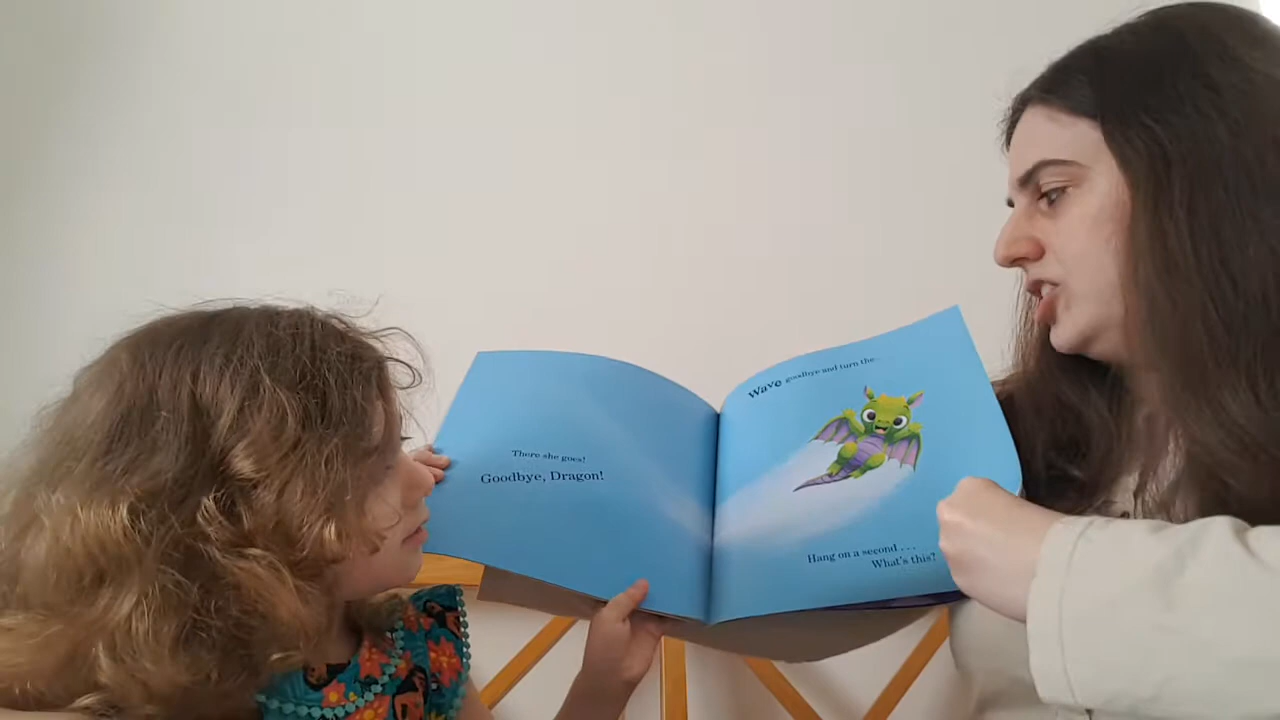 There she goes!
Goodbye, Dragon!
Wave goodbye and turn the
Hang on a second . . .
What's this?